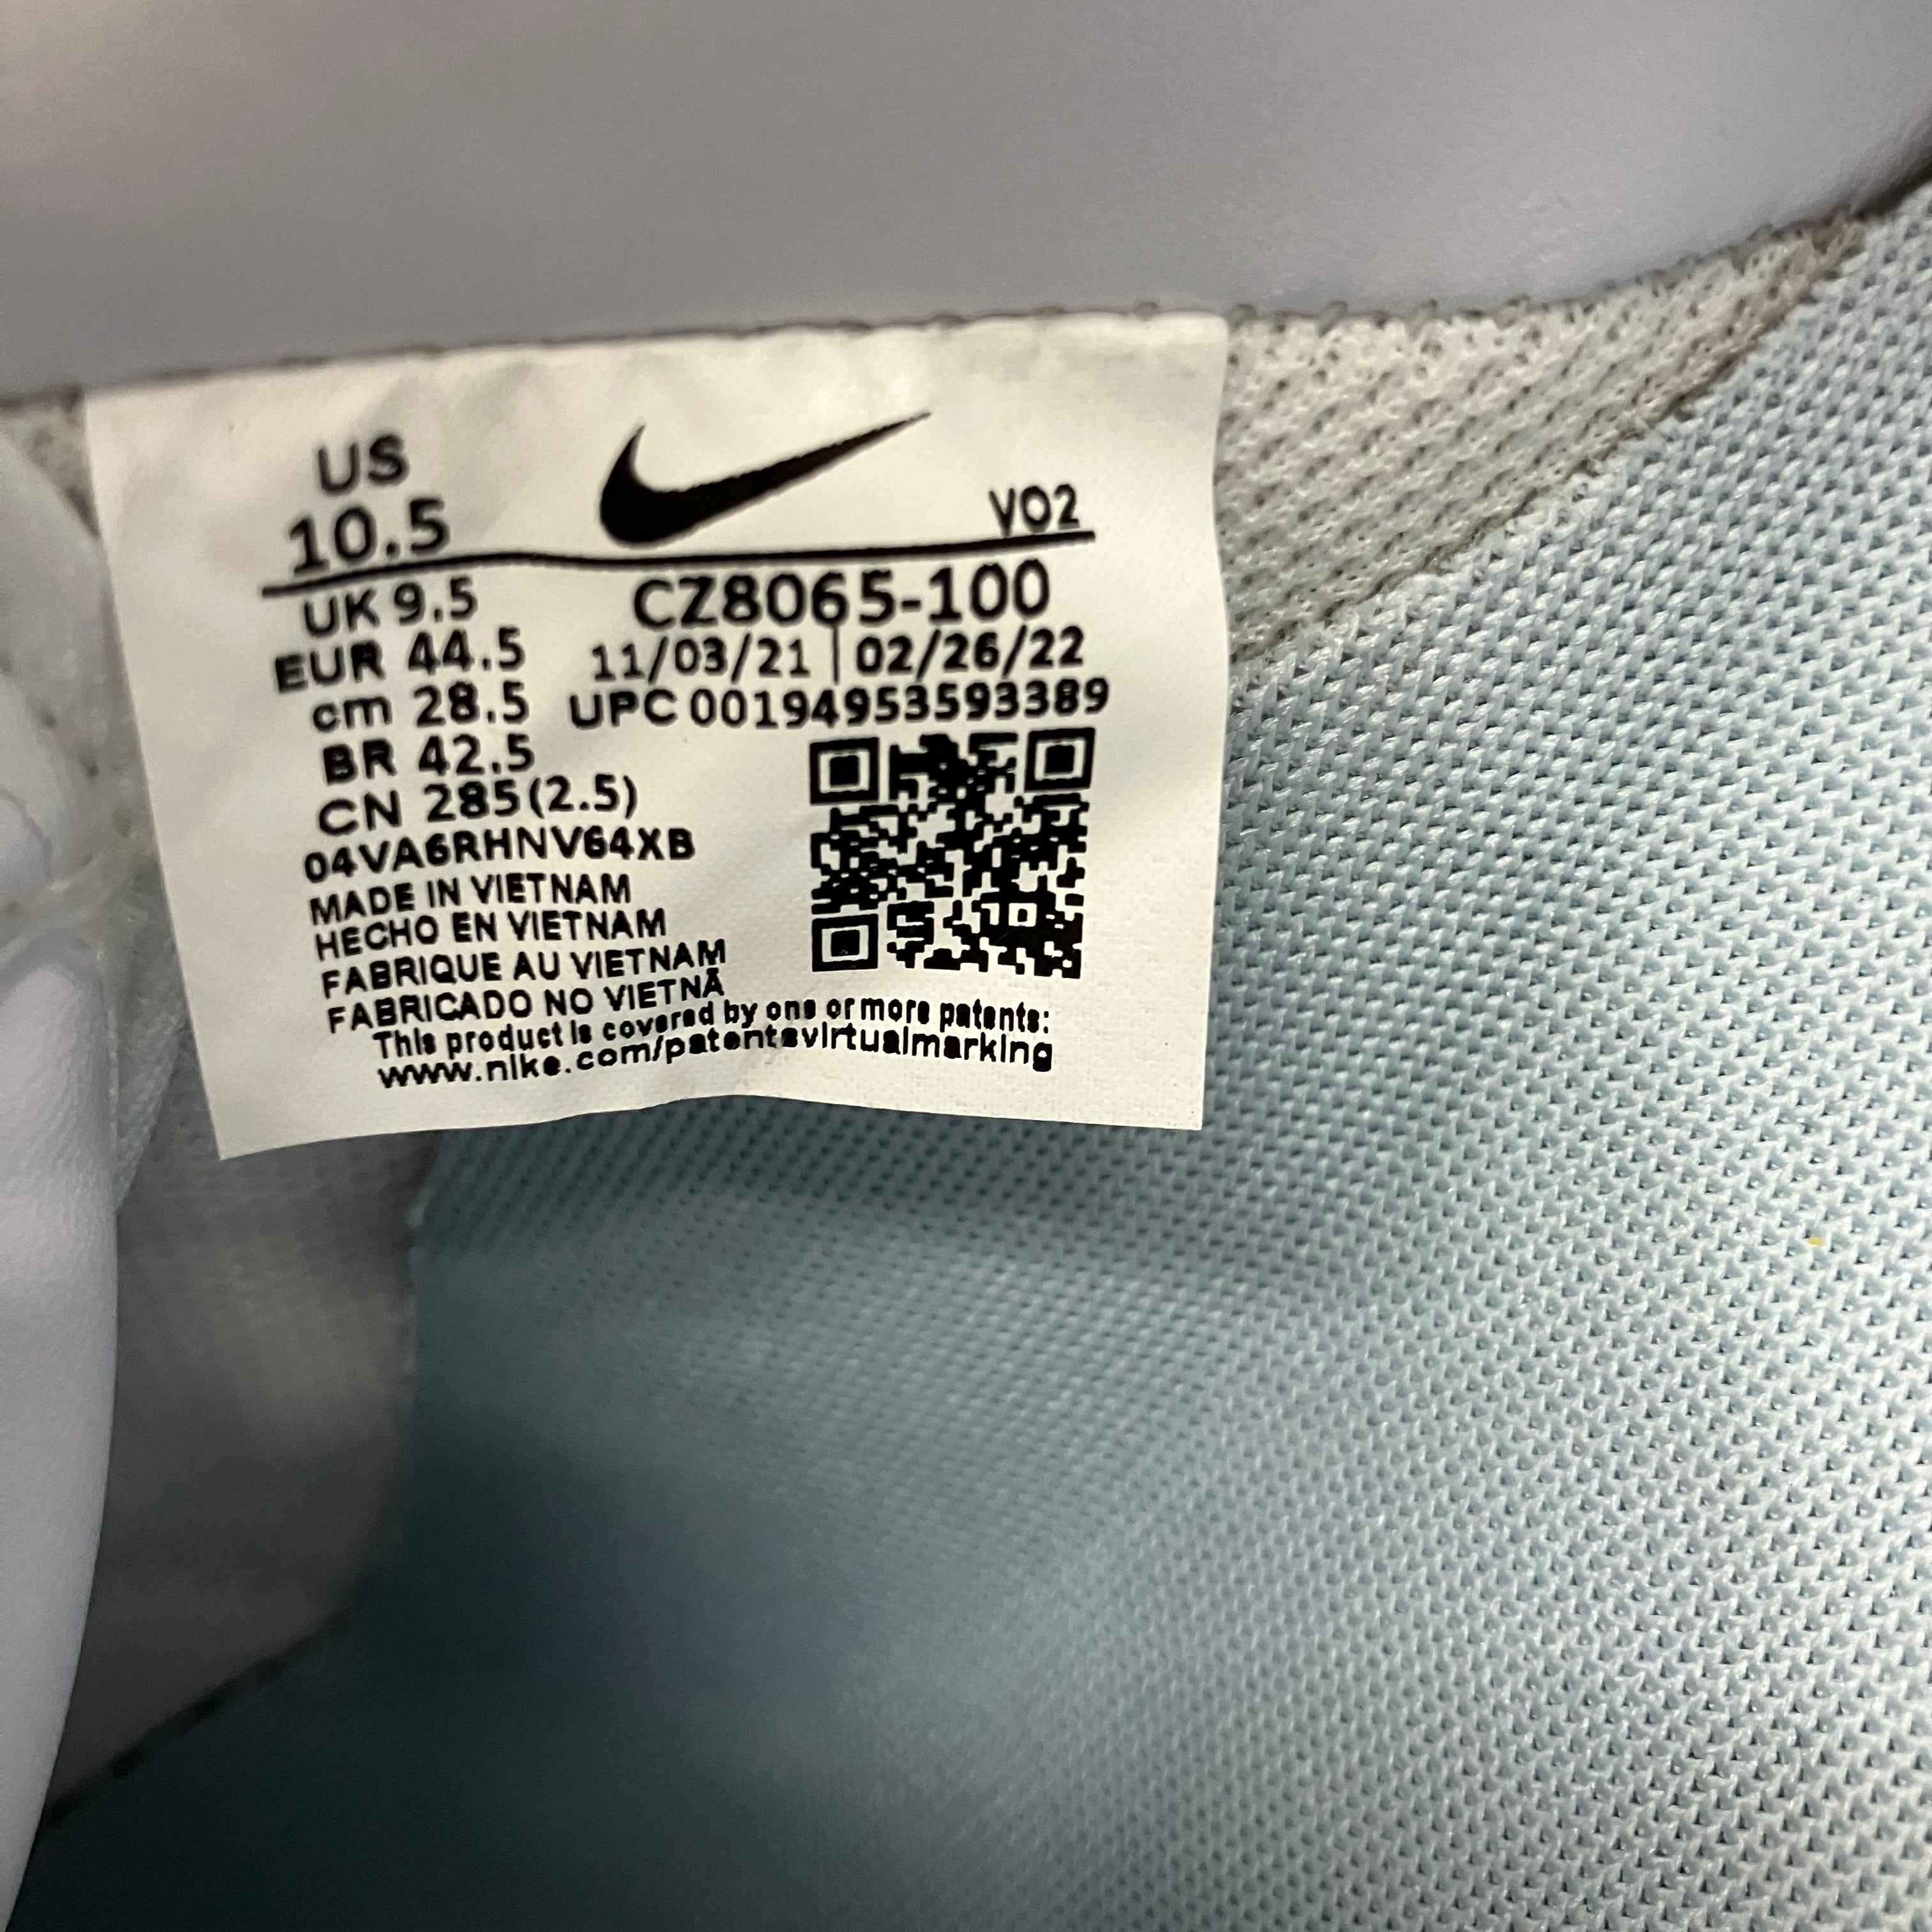 US
10.5
VO2
UK 9.5
CZ8065-100
EUR 44.5
11/03/21 | 02/26/22
cm 28.5
UPC 00194953593389
BR 42.5
CN 285(2.5)
04VA6RHNV64XB
MADE IN VIETNAM
HECHO EN VIETNAM
FABRIQUE AU VIETNAM
FABRICADO NO VIETNÃ
This product is covered by one or more patents:
www.nike.com/patentsvirtualmarking